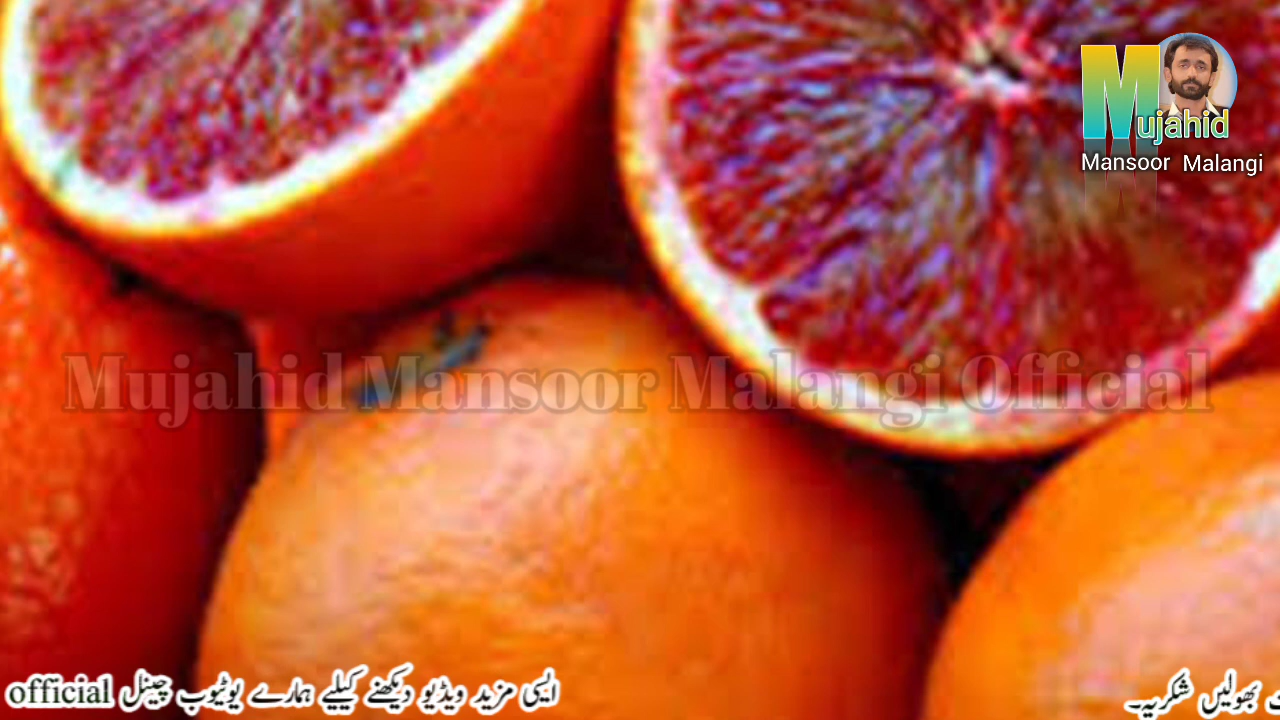 Mujahid
Mansoor Malangi
Mujahid Mansoor Malangi Official
ایسی مزید ویڈیو دیکھنے کیلیے ہمارے یوٹیوب چینل official
بھولیں شکریہ۔